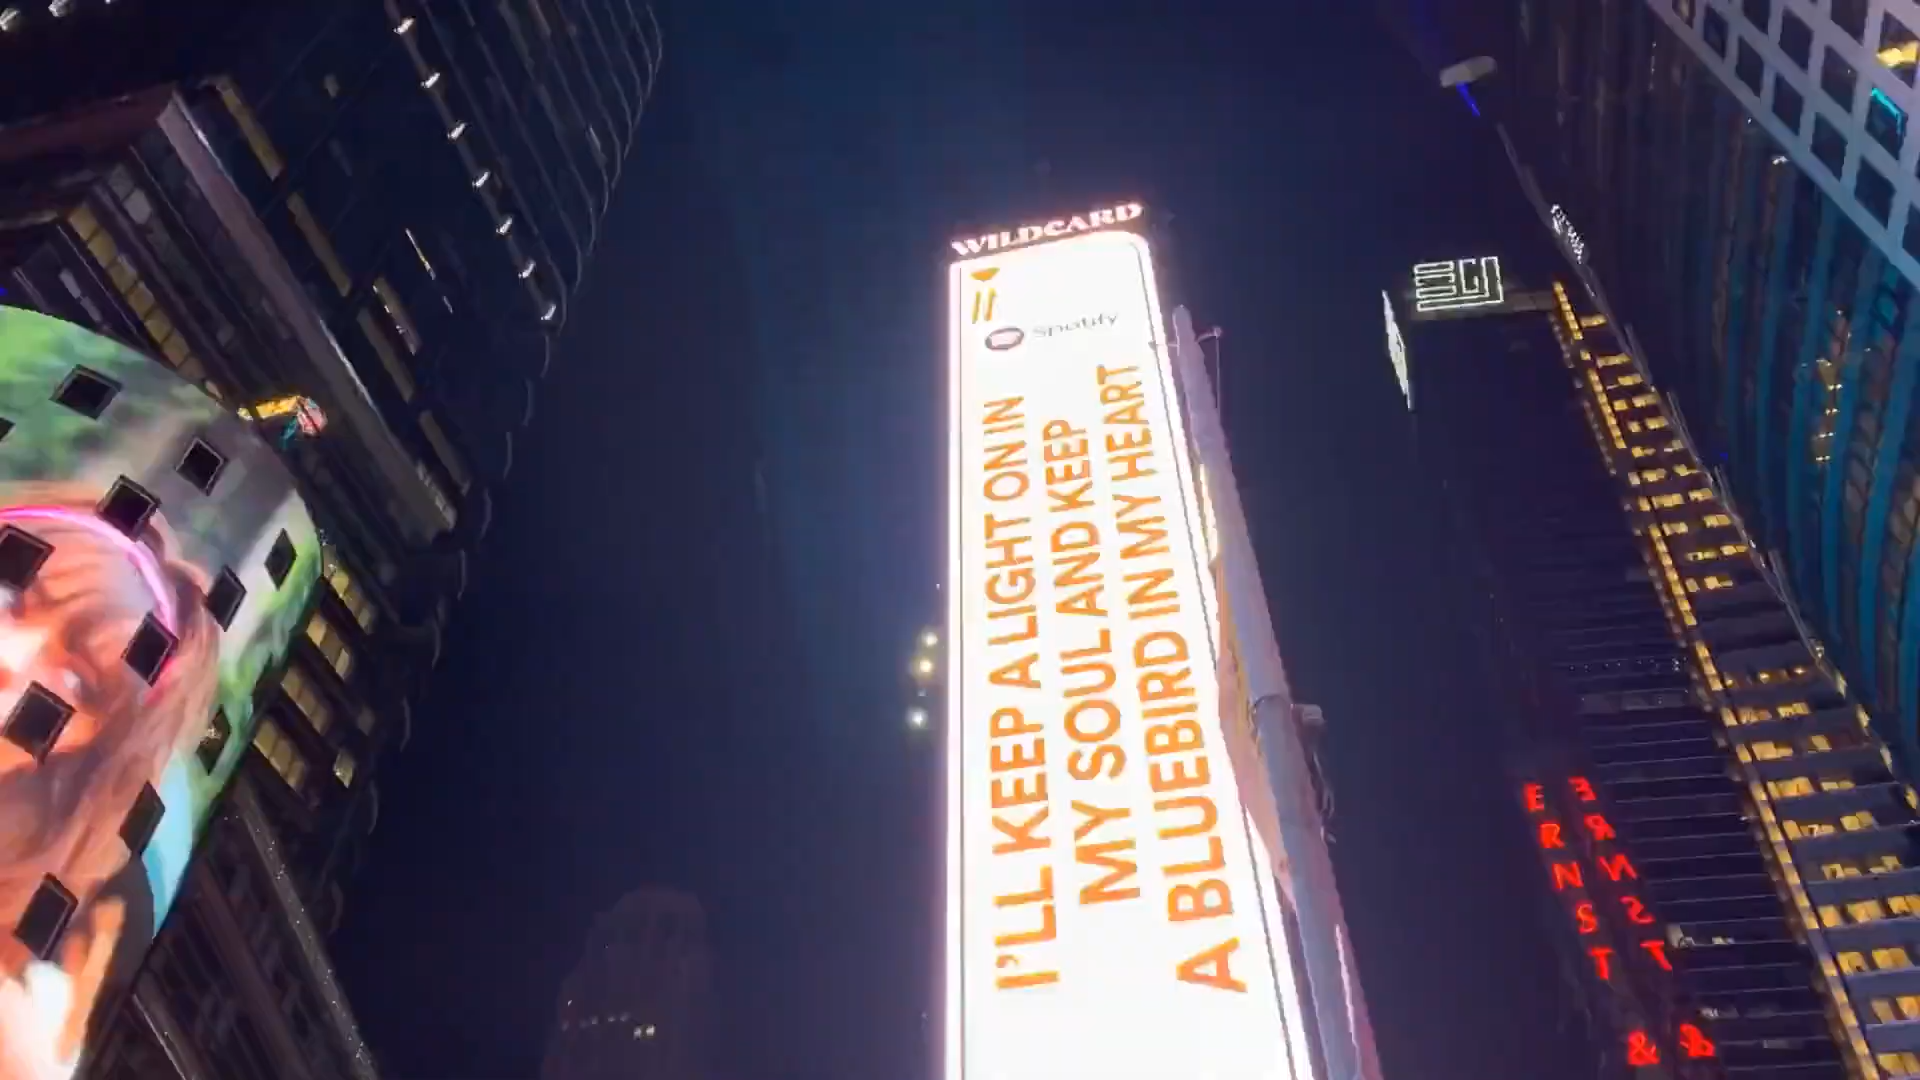 WILDCARD
Spotify
I'LL KEEP A LIGHT ON IN
MY SOUL AND KEEP
A BLUEBIRD IN MY HEART
ERNST &